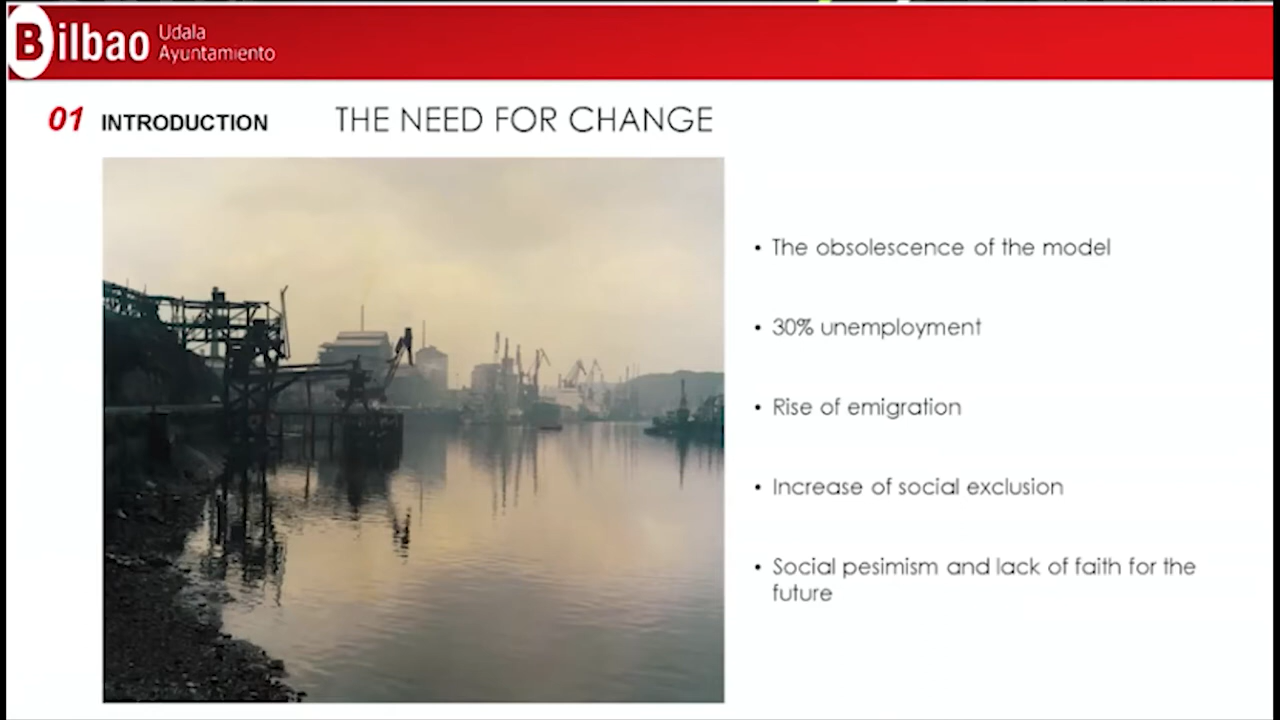 Bilbao Udala
Ayuntamiento
01 INTRODUCTION THE NEED FOR CHANGE
• The obsolescence of the model
• 30% unemployment
• Rise of emigration
• Increase of social exclusion
• Social pesimism and lack of faith for the
future